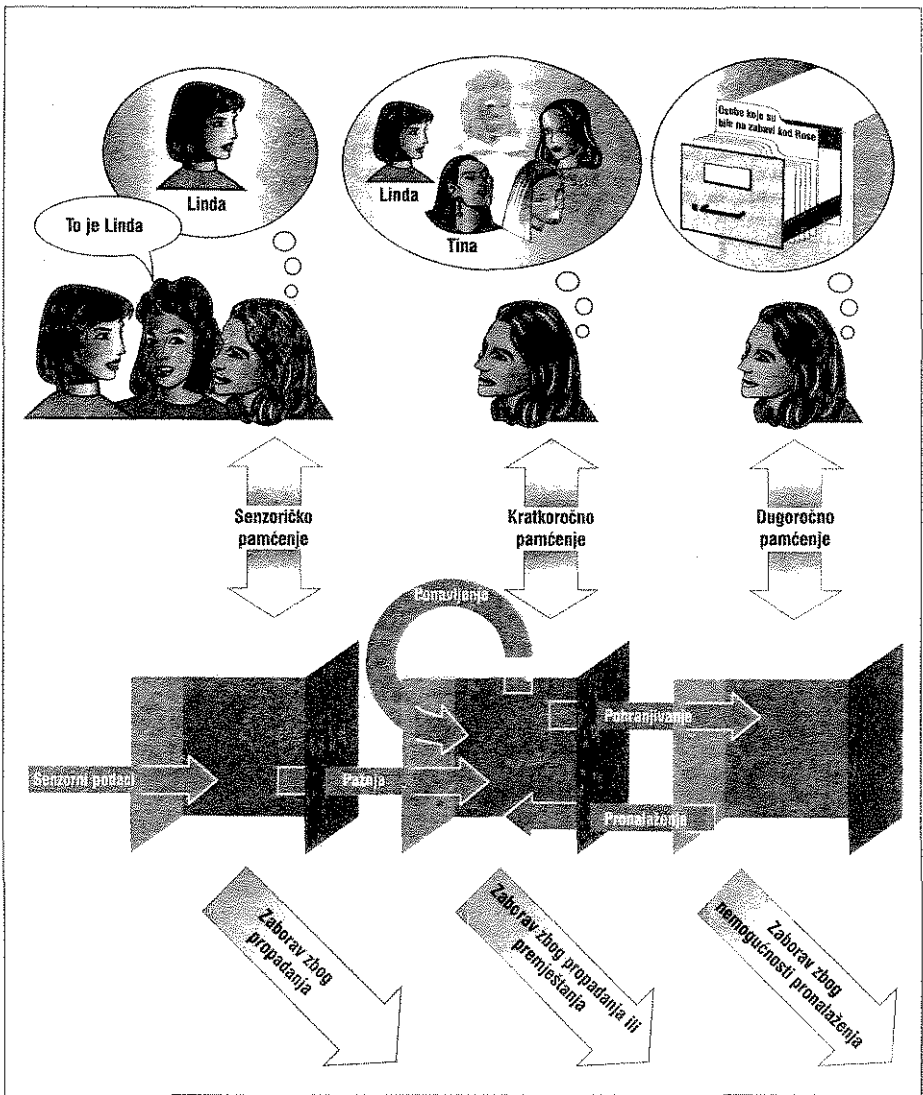 Osobe koje su
bile na zabavi kod Rose
Linda
Linda
Tina
To je Linda
Senzoričko
pamćenje
Kratkoročno
pamćenje
Dugoročno
pamćenje
Ponavljanje
Pohranjivanje
Senzorni podaci
Pažnja
Pronalaženje
Zaborav zbog
propadanja
Zaborav zbog propadanja ili
premještanja
Zaborav zbog
nemogućnosti pronalaženja